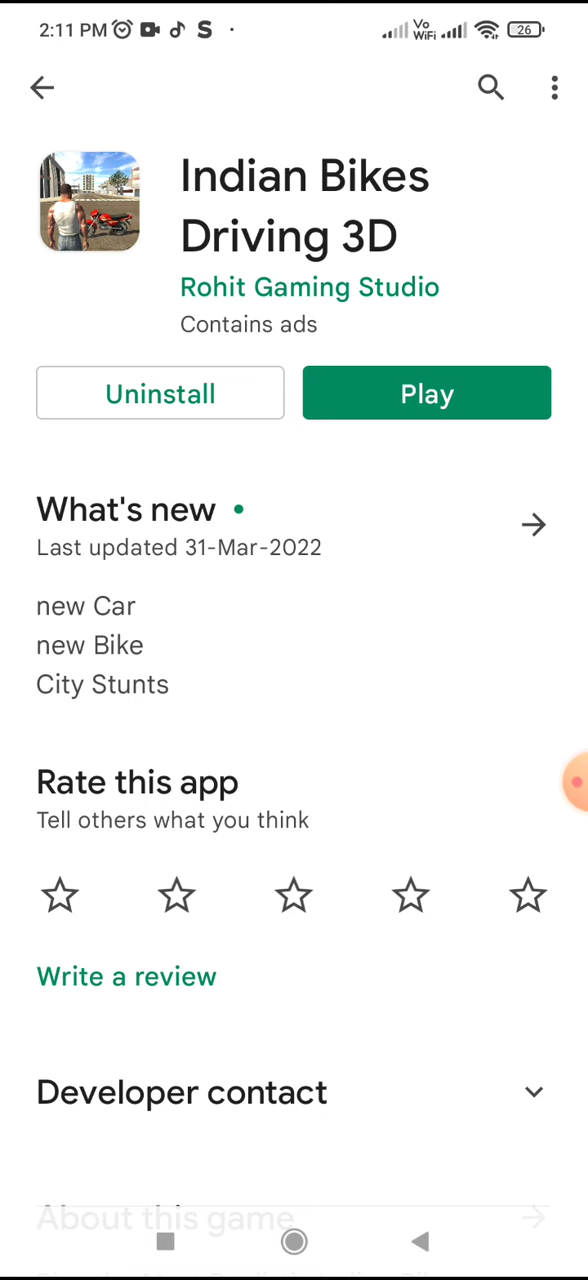 2:11 PM
Vo
WiFi
26
Indian Bikes
Driving 3D
Rohit Gaming Studio
Contains ads
Uninstall
Play
What's new
Last updated 31-Mar-2022
new Car
new Bike
City Stunts
Rate this app
Tell others what you think
Write a review
Developer contact
About this game